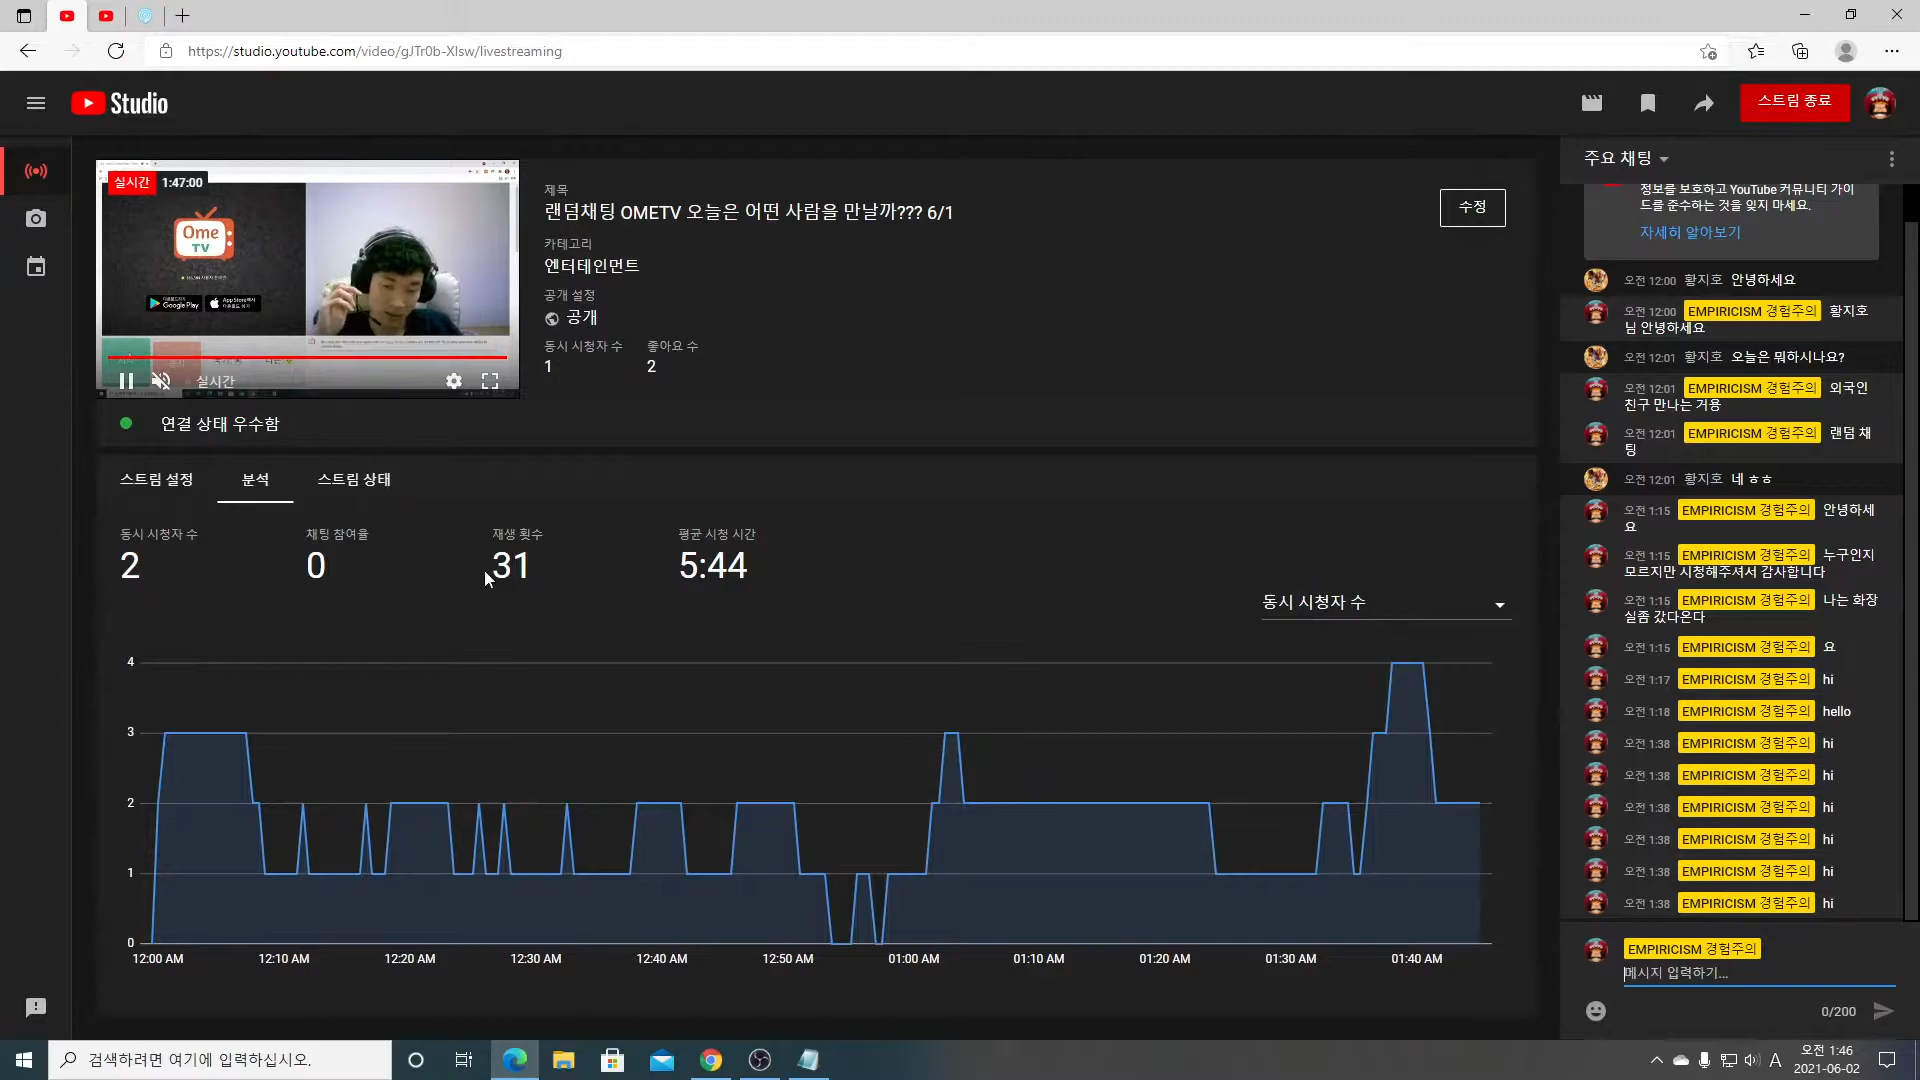 https://studio.youtube.com/video/gJTr0b-Xlsw/livestreaming
Studio
스트림 종료
실시간 1:47:00
Ome
TV
Google Play
App Store에서
실시간
제목
랜덤채팅 OMETV 오늘은 어떤 사람을 만날까??? 6/1
수정
카테고리
엔터테인먼트
공개 설정
공개
동시 시청자 수 좋아요 수
1 2
연결 상태 우수함
스트림 설정 분석 스트림 상태
동시 시청자 수 채팅 참여율 재생 횟수 평균 시청 시간
2 0 31 5:44
동시 시청자 수
4
3
2
1
0
12:00 AM 12:10 AM 12:20 AM 12:30 AM 12:40 AM 12:50 AM 01:00 AM 01:10 AM 01:20 AM 01:30 AM 01:40 AM
주요 채팅
정보를 보호하고 YouTube 커뮤니티 가이
드를 준수하는 것을 잊지 마세요.
자세히 알아보기
오전 12:00 황지호 안녕하세요
오전 12:00 EMPIRICISM 경험주의 황지호
님 안녕하세요
오전 12:01 황지호 오늘은 뭐하시나요?
오전 12:01 EMPIRICISM 경험주의 외국인
친구 만나는 거용
오전 12:01 EMPIRICISM 경험주의 랜덤 채
팅
오전 12:01 황지호 네 ㅎㅎ
오전 1:15 EMPIRICISM 경험주의 안녕하세
요
오전 1:15 EMPIRICISM 경험주의 누구인지
모르지만 시청해주셔서 감사합니다
오전 1:15 EMPIRICISM 경험주의 나는 화장
실좀 갔다온다
오전 1:15 EMPIRICISM 경험주의 요
오전 1:17 EMPIRICISM 경험주의 hi
오전 1:18 EMPIRICISM 경험주의 hello
오전 1:38 EMPIRICISM 경험주의 hi
오전 1:38 EMPIRICISM 경험주의 hi
오전 1:38 EMPIRICISM 경험주의 hi
오전 1:38 EMPIRICISM 경험주의 hi
오전 1:38 EMPIRICISM 경험주의 hi
오전 1:38 EMPIRICISM 경험주의 hi
EMPIRICISM 경험주의
메시지 입력하기...
0/200
검색하려면 여기에 입력하십시오.
A
오전 1:46
2021-06-02